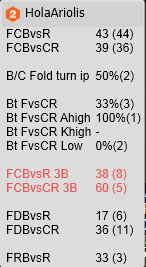 2 HolaAriolis
FCBvsR 43 (44)
FCBvsCR 39 (36)
B/C Fold turn ip 50%(2)
Bt FvsCR 33%(3)
Bt FvsCR Ahigh 100%(1)
Bt FvsCR Khigh -
Bt FvsCR Low 0%(2)
FCBvsR 3B 38 (8)
FCBvsCR 3B 60 (5)
FDBvsR 17 (6)
FDBvsCR 36 (11)
FRBvsR 33 (3)